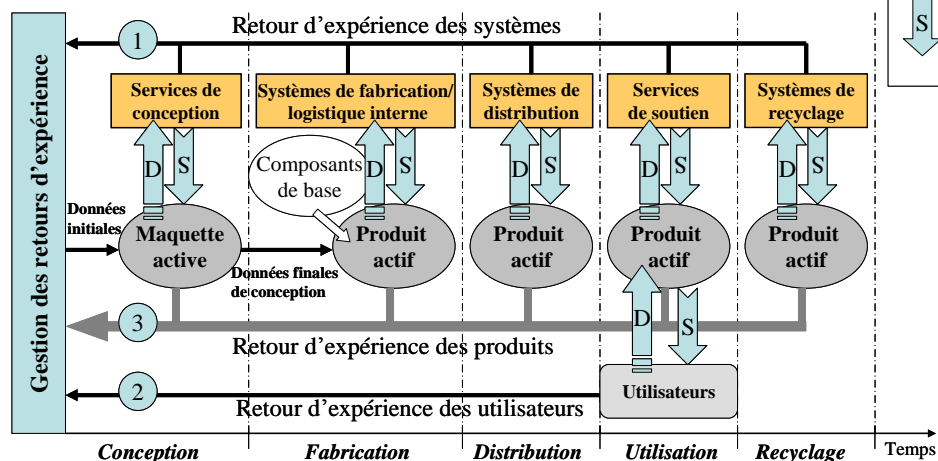 Retour d'expérience des systèmes
1
S
Gestion des retours d'expérience
Services de
conception
Systèmes de fabrication/
logistique interne
Systèmes de
distribution
Services
de soutien
Systèmes de
recyclage
D
S
Composants
de base
D
S
D
S
D
S
D
S
Données
initiales
Maquette
active
Données finales
de conception
Produit
actif
Produit
actif
Produit
actif
Produit
actif
3
D
S
Retour d'expérience des produits
2
Retour d'expérience des utilisateurs
Utilisateurs
Conception
Fabrication
Distribution
Utilisation
Recyclage
Temps